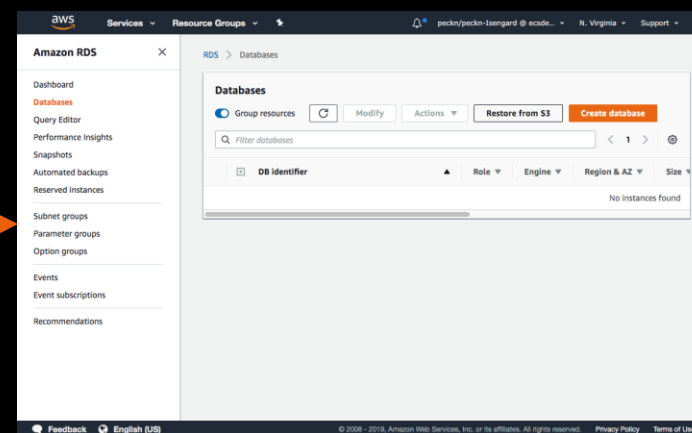 aws Services Resource Groups peckn/peckn-Isengard @ ecsde... N. Virginia Support
Amazon RDS
RDS > Databases
Dashboard
Databases
Query Editor
Performance Insights
Snapshots
Automated backups
Reserved instances
Subnet groups
Parameter groups
Option groups
Events
Event subscriptions
Recommendations
Databases
Group resources Modify Actions Restore from S3 Create database
Filter databases 1
DB identifier Role Engine Region & AZ Size
No instances found
Feedback English (US) © 2008 - 2019, Amazon Web Services, Inc. or its affiliates. All rights reserved. Privacy Policy Terms of Use